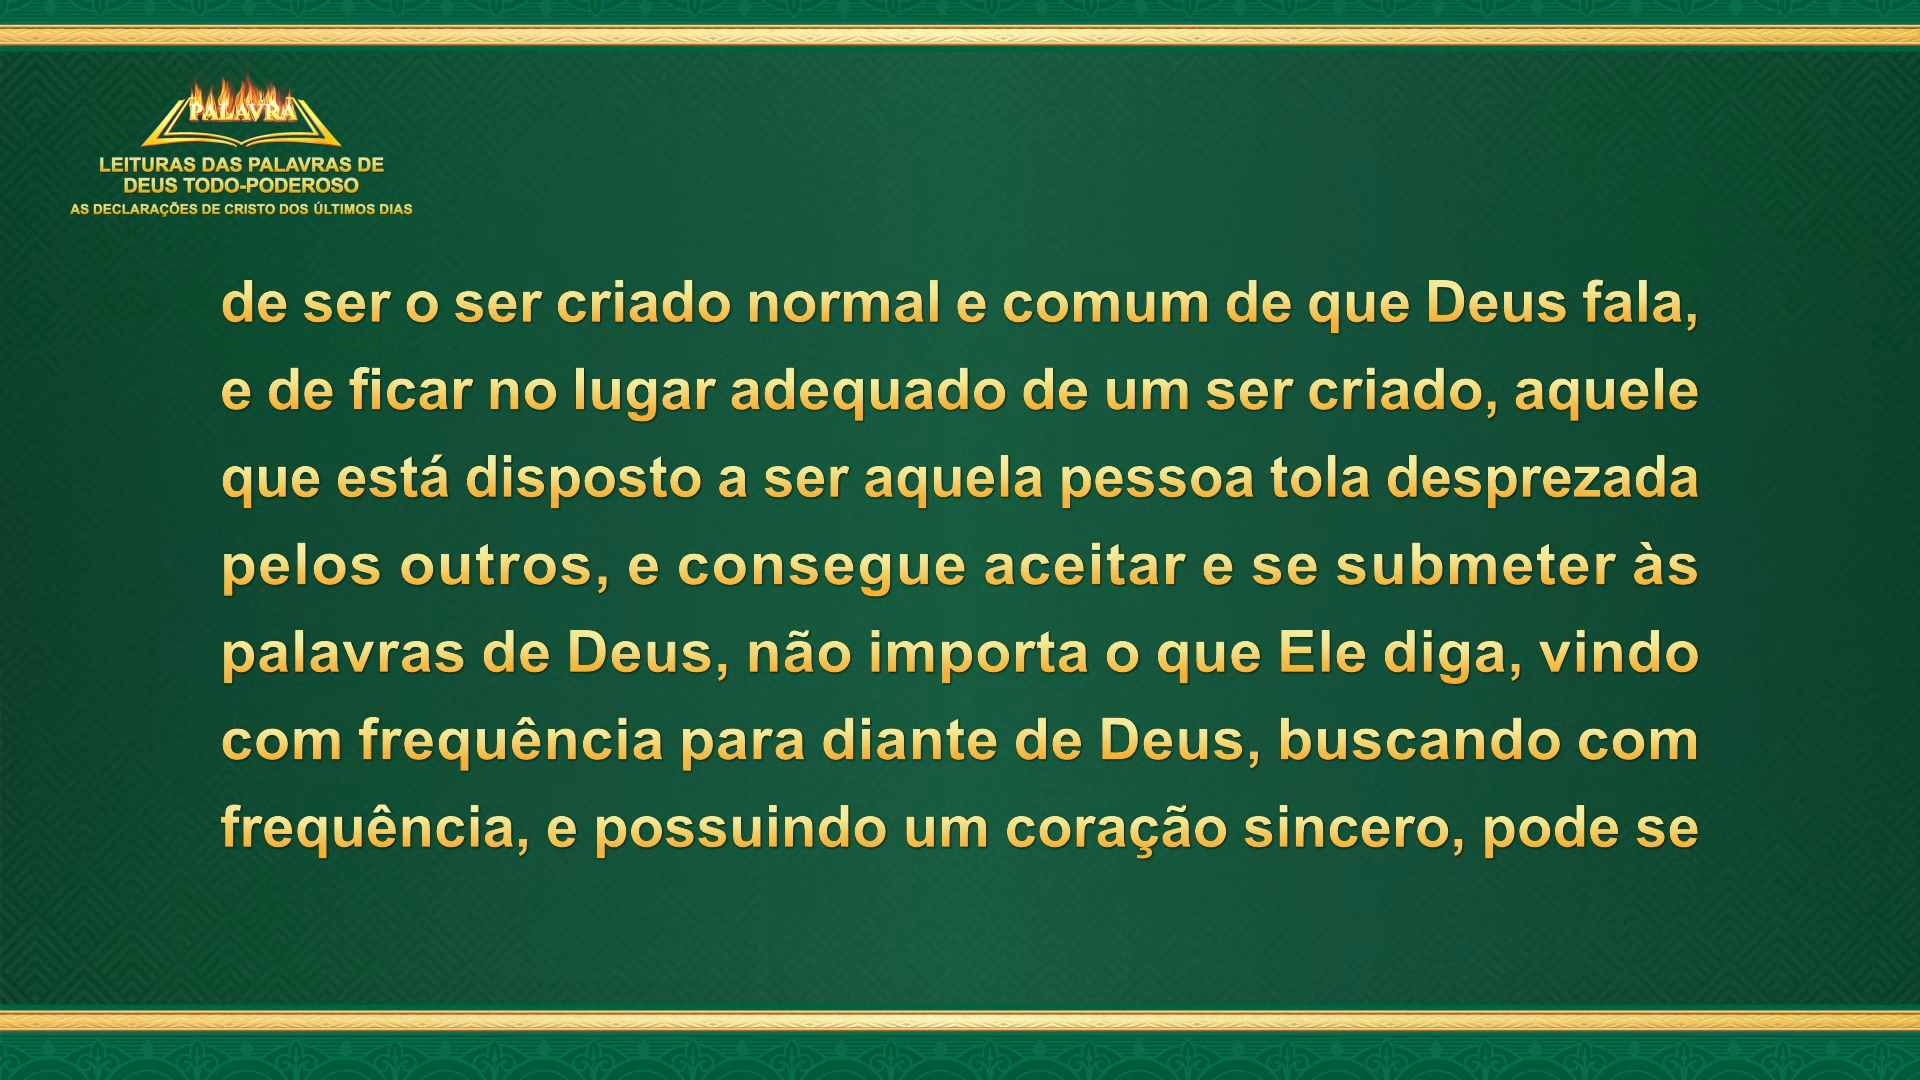 PALAVRA
LEITURAS DAS PALAVRAS DE
DEUS TODO-PODEROSO
AS DECLARAÇÕES DE CRISTO DOS ÚLTIMOS DIAS
de ser o ser criado normal e comum de que Deus fala,
e de ficar no lugar adequado de um ser criado, aquele
que está disposto a ser aquela pessoa tola desprezada
pelos outros, e consegue aceitar e se submeter às
palavras de Deus, não importa o que Ele diga, vindo
com frequência para diante de Deus, buscando com
frequência, e possuindo um coração sincero, pode se